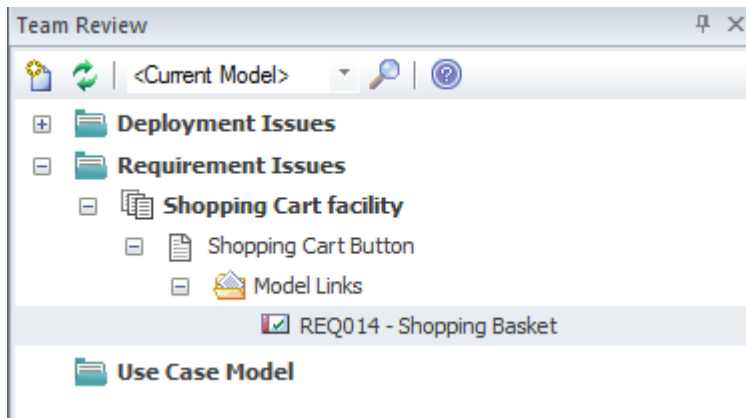 Team Review
<Current Model>
Deployment Issues
Requirement Issues
Shopping Cart facility
Shopping Cart Button
Model Links
REQ014 - Shopping Basket
Use Case Model